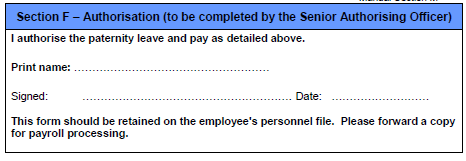 Section F – Authorisation (to be completed by the Senior Authorising Officer)
I authorise the paternity leave and pay as detailed above.
Print name: ……………………………………………
Signed: ………………………………………………. Date: ……………………….
This form should be retained on the employee's personnel file. Please forward a copy
for payroll processing.